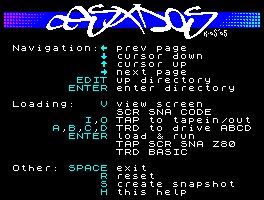 esxDOS
Navigation:← prev page
↓ cursor down
↑ cursor up
→ next page
EDIT up directory
ENTER enter directory
Loading: V view screen
SCR SNA CODE
I,O TAP to tapein/out
A,B,C,D TRD to drive ABCD
ENTER load & run
TAP SCR SNA Z80
TRD BASIC
Other: SPACE exit
R reset
S create snapshot
H this help